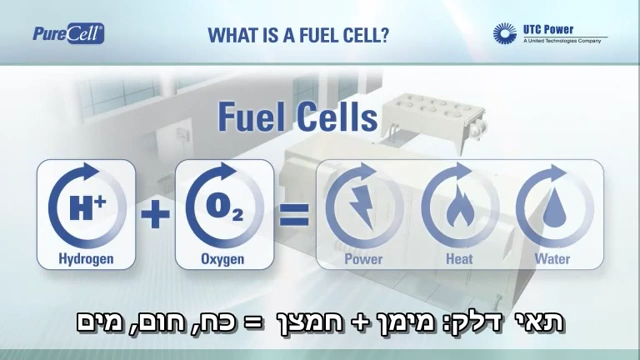 PureCell®
WHAT IS A FUEL CELL?
UTC Power
A United Technologies Company
Fuel Cells
H+ + O2 =
Hydrogen Oxygen Power Heat Water
תאי דלק: מימן + חמצן = כח, חום, מים